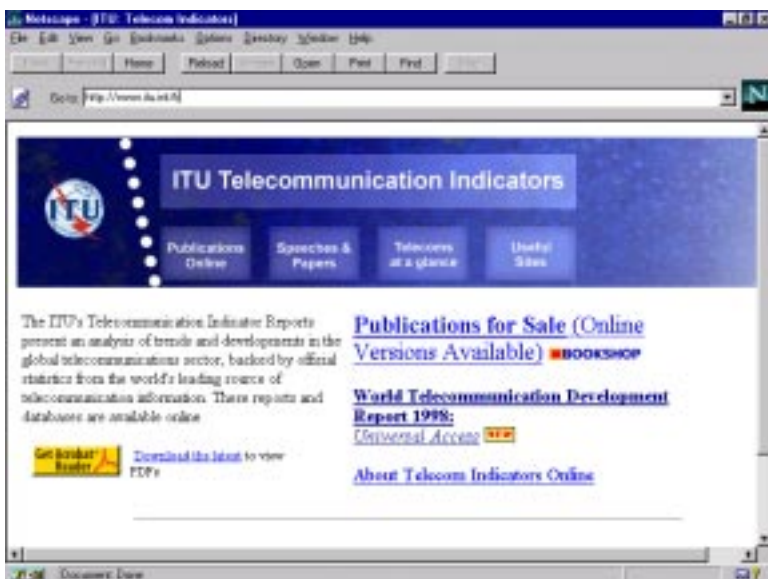 Netscape - [ITU: Telecom Indicators]
File Edit View Go Bookmarks Options Directory Window Help
Home Reload Open Print Find
Go to:
ITU
ITU Telecommunication Indicators
Publications Online
Speeches & Papers
Telecoms at a glance
Useful Sites
The ITU's Telecommunication Indicator Reports
present an analysis of trends and developments in the
global telecommunications sector, backed by official
statistics from the world's leading source of
telecommunication information. These reports and
databases are available online
Get Acrobat Reader
Download the latest to view
PDFs
Publications for Sale (Online
Versions Available) BOOKSHOP
World Telecommunication Development
Report 1998:
Universal Access NEW
About Telecom Indicators Online
Document: Done